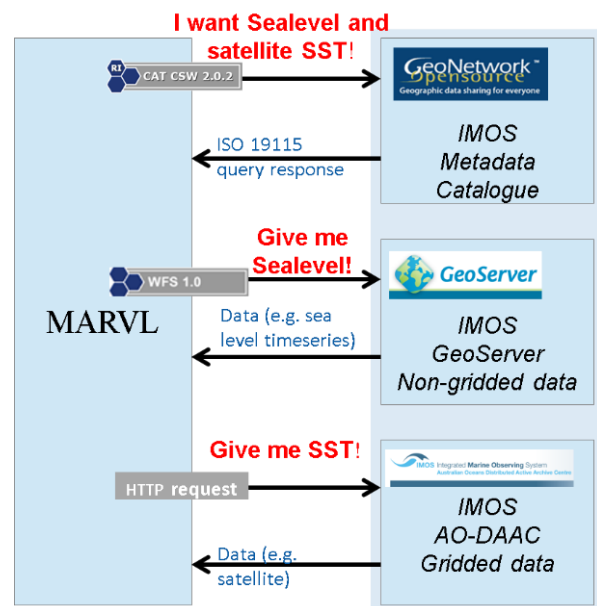 I want Sealevel and
satellite SST!
RI CAT CSW 2.0.2
GeoNetwork™
Opensource
Geographic data sharing for everyone
ISO 19115
query response
IMOS
Metadata
Catalogue
Give me
Sealevel!
WFS 1.0
GeoServer
MARVL
Data (e.g. sea
level timeseries)
IMOS
GeoServer
Non-gridded data
Give me SST!
IMOS Integrated Marine Observing System
Australian Oceans Distributed Active Archive Centre
HTTP request
IMOS
AO-DAAC
Gridded data
Data (e.g.
satellite)